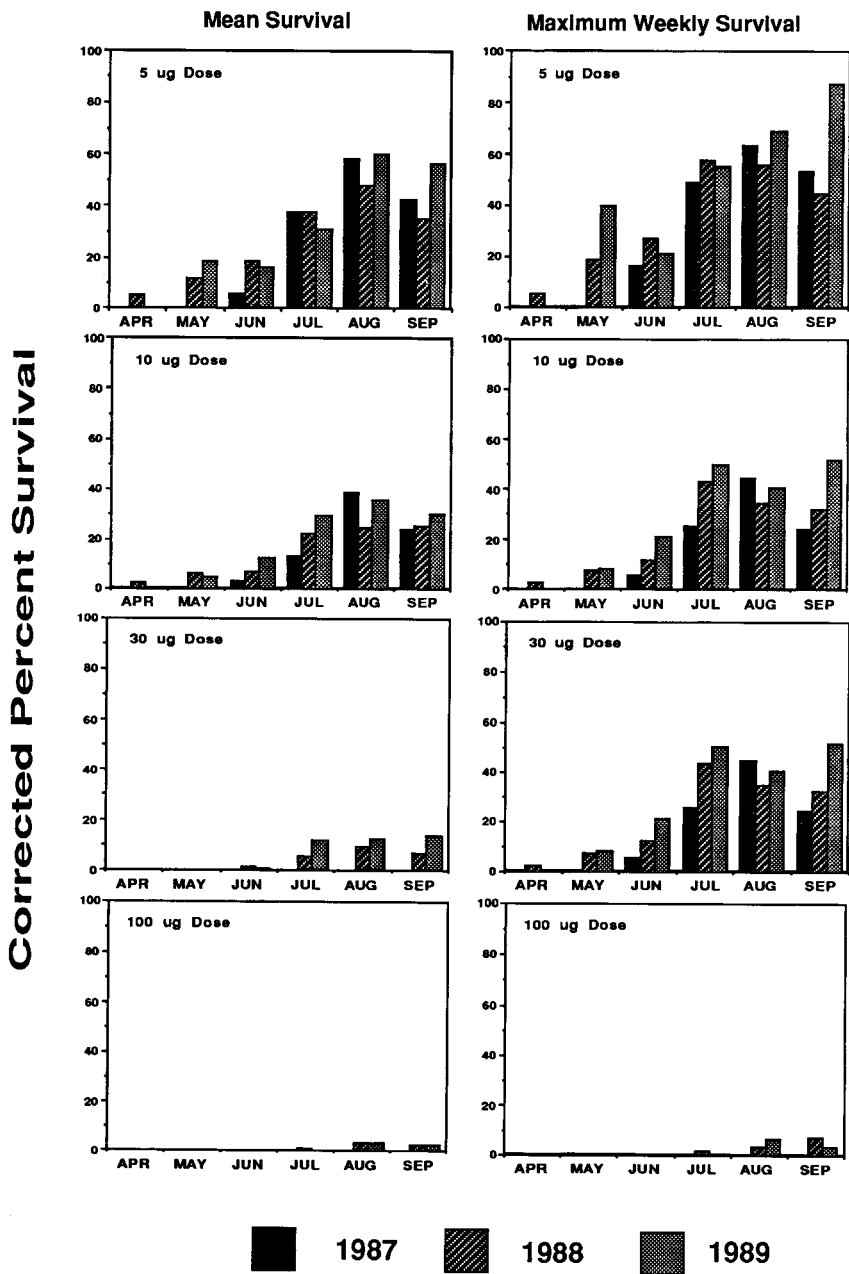 Mean Survival
Maximum Weekly Survival
Corrected Percent Survival
100
80
60
40
20
0
5 ug Dose
APR MAY JUN JUL AUG SEP
100
80
60
40
20
0
5 ug Dose
APR MAY JUN JUL AUG SEP
100
80
60
40
20
0
10 ug Dose
APR MAY JUN JUL AUG SEP
100
80
60
40
20
0
10 ug Dose
APR MAY JUN JUL AUG SEP
100
80
60
40
20
0
30 ug Dose
APR MAY JUN JUL AUG SEP
100
80
60
40
20
0
30 ug Dose
APR MAY JUN JUL AUG SEP
100
80
60
40
20
0
100 ug Dose
APR MAY JUN JUL AUG SEP
100
80
60
40
20
0
100 ug Dose
APR MAY JUN JUL AUG SEP
1987 1988 1989